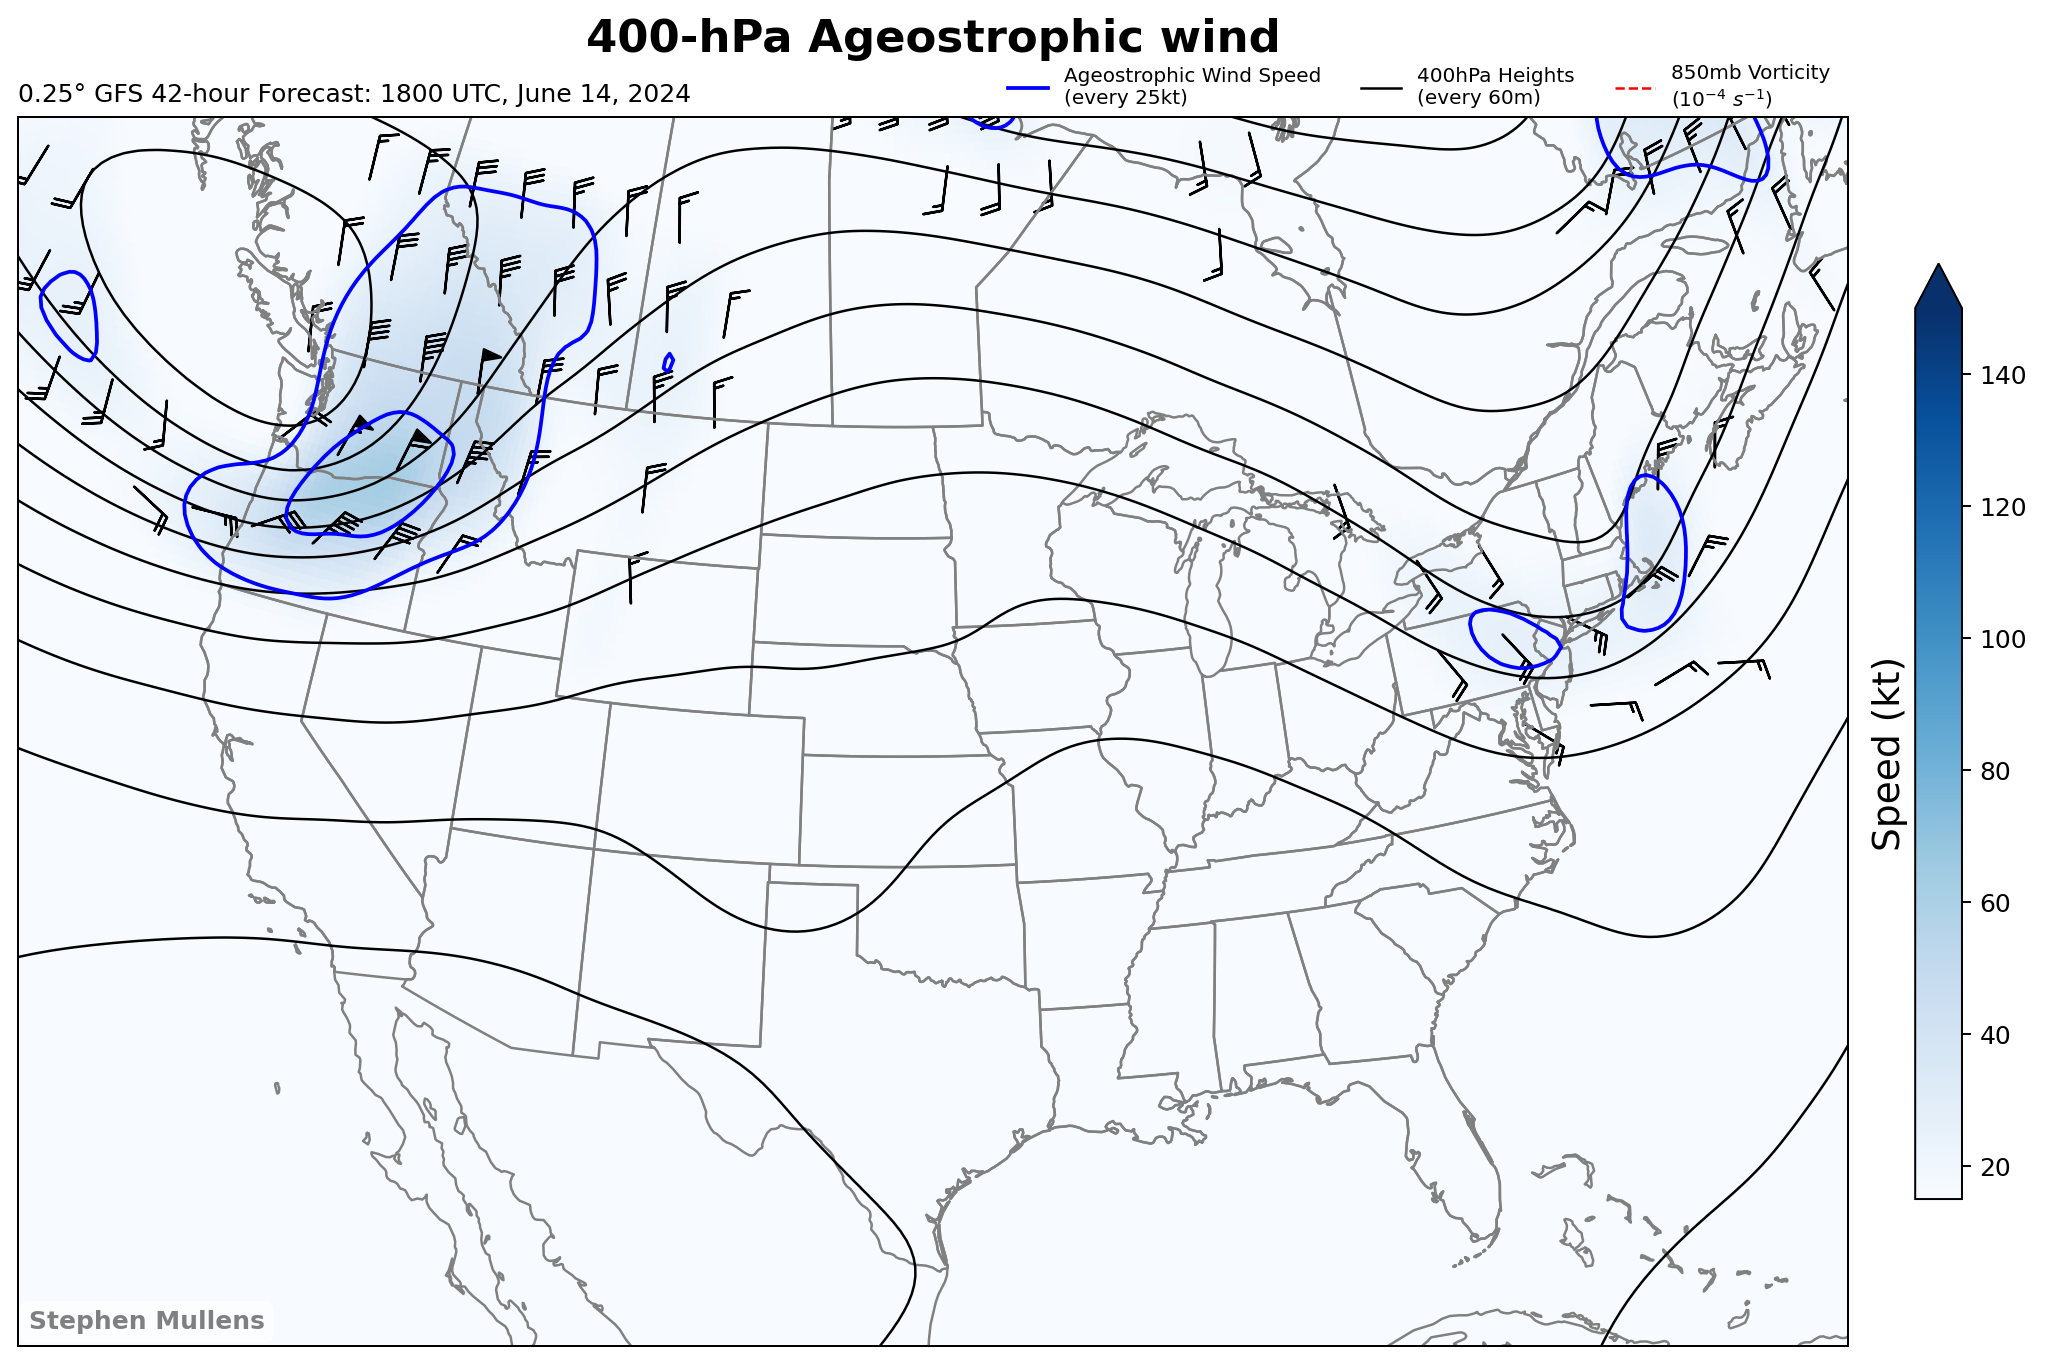 400-hPa Ageostrophic wind
0.25° GFS 42-hour Forecast: 1800 UTC, June 14, 2024
Ageostrophic Wind Speed
(every 25kt)
400hPa Heights
(every 60m)
850mb Vorticity
(10⁻⁴ s⁻¹)
140
120
100
80
60
40
20
Speed (kt)
Stephen Mullens